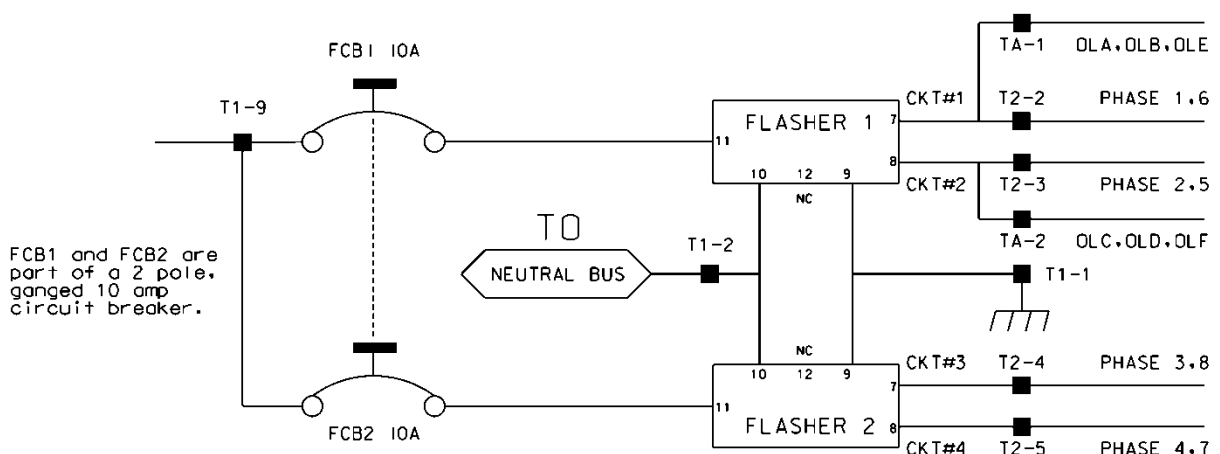 FCB1 10A
TA-1 OLA,OLB,OLE
T1-9
CKT#1 T2-2 PHASE 1,6
FLASHER 1
7
11
8
10 12 9
NC
CKT#2 T2-3 PHASE 2,5
TO
NEUTRAL BUS
T1-2
TA-2 OLC,OLD,OLF
T1-1
FCB1 and FCB2 are
part of a 2 pole,
ganged 10 amp
circuit breaker.
NC
10 12 9
CKT#3 T2-4 PHASE 3,8
7
11
FLASHER 2
8
FCB2 10A
CKT#4 T2-5 PHASE 4,7